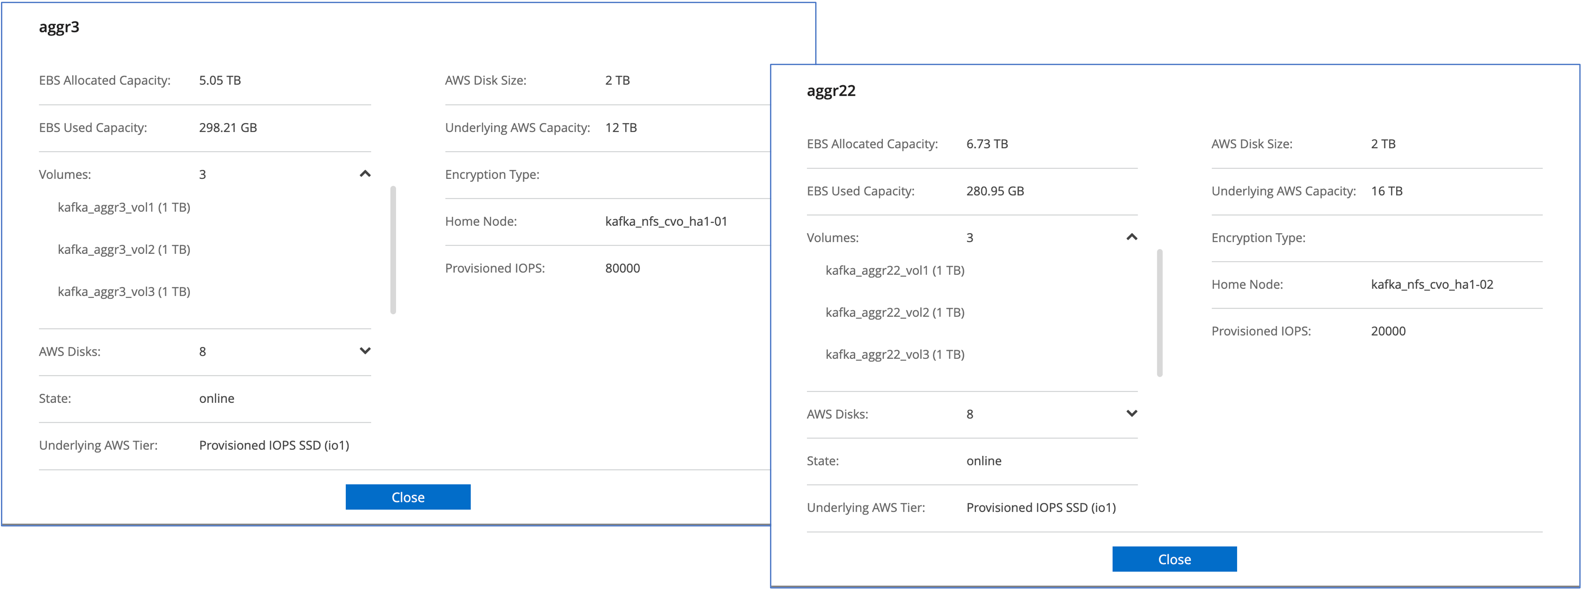 aggr3
EBS Allocated Capacity: 5.05 TB
AWS Disk Size: 2 TB
EBS Used Capacity: 298.21 GB
Underlying AWS Capacity: 12 TB
Volumes: 3
Encryption Type:
kafka_aggr3_vol1 (1 TB)
Home Node: kafka_nfs_cvo_ha1-01
kafka_aggr3_vol2 (1 TB)
Provisioned IOPS: 80000
kafka_aggr3_vol3 (1 TB)
AWS Disks: 8
State: online
Underlying AWS Tier: Provisioned IOPS SSD (io1)
Close
aggr22
EBS Allocated Capacity: 6.73 TB
AWS Disk Size: 2 TB
EBS Used Capacity: 280.95 GB
Underlying AWS Capacity: 16 TB
Volumes: 3
Encryption Type:
kafka_aggr22_vol1 (1 TB)
Home Node: kafka_nfs_cvo_ha1-02
kafka_aggr22_vol2 (1 TB)
Provisioned IOPS: 20000
kafka_aggr22_vol3 (1 TB)
AWS Disks: 8
State: online
Underlying AWS Tier: Provisioned IOPS SSD (io1)
Close